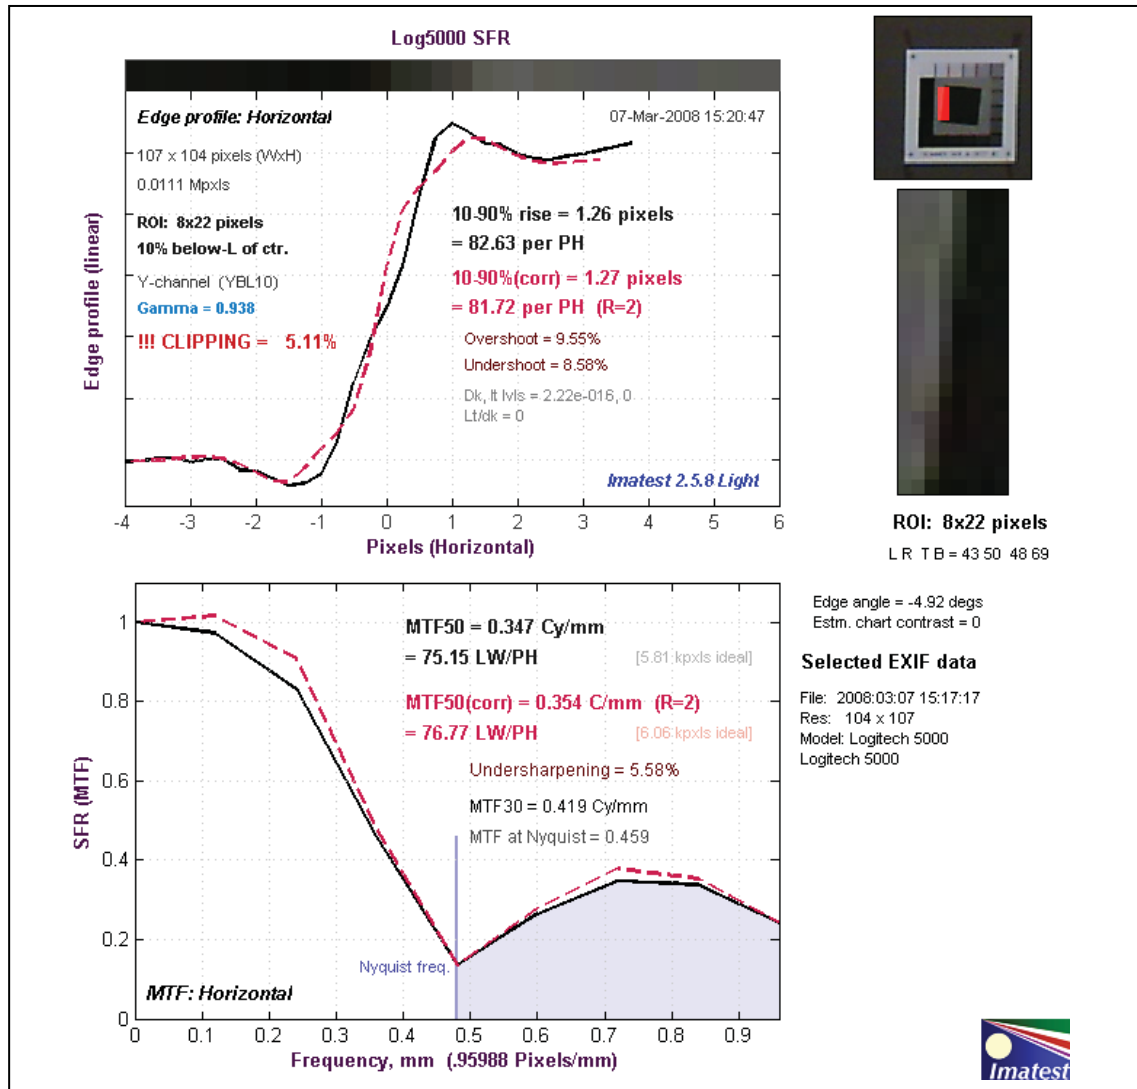 Log5000 SFR
Edge profile: Horizontal
07-Mar-2008 15:20:47
107 x 104 pixels (WxH)
0.0111 Mpxls
ROI: 8x22 pixels
10% below-L of ctr.
Y-channel (YBL10)
Gamma = 0.938
!!! CLIPPING = 5.11%
10-90% rise = 1.26 pixels
= 82.63 per PH
10-90%(corr) = 1.27 pixels
= 81.72 per PH (R=2)
Overshoot = 9.55%
Undershoot = 8.58%
Dk, lt lvls = 2.22e-016, 0
Lt/dk = 0
Imatest 2.5.8 Light
Edge profile (linear)
-4 -3 -2 -1 0 1 2 3 4 5 6
Pixels (Horizontal)
ROI: 8x22 pixels
L R T B = 43 50 48 69
MTF50 = 0.347 Cy/mm
= 75.15 LW/PH
[5.81 kpxls ideal]
MTF50(corr) = 0.354 C/mm (R=2)
= 76.77 LW/PH
[6.06 kpxls ideal]
Undersharpening = 5.58%
MTF30 = 0.419 Cy/mm
MTF at Nyquist = 0.459
Nyquist freq.
MTF: Horizontal
SFR (MTF)
1
0.8
0.6
0.4
0.2
0
0 0.1 0.2 0.3 0.4 0.5 0.6 0.7 0.8 0.9
Frequency, mm (.95988 Pixels/mm)
Edge angle = -4.92 degs
Estm. chart contrast = 0
Selected EXIF data
File: 2008:03:07 15:17:17
Res: 104 x 107
Model: Logitech 5000
Logitech 5000
Imatest